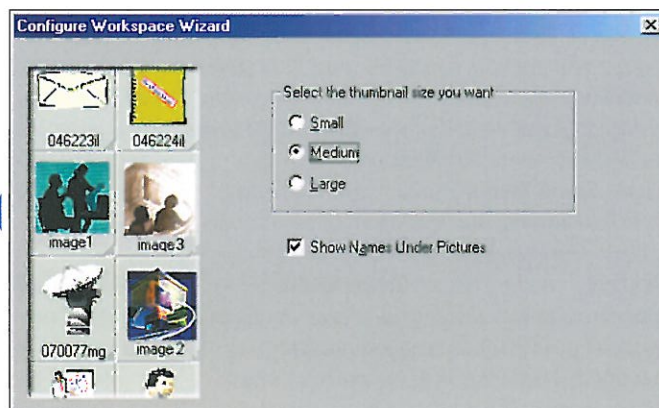 Configure Workspace Wizard
046223il
046224il
image1
image3
070077mg
image2
Select the thumbnail size you want
Small
Medium
Large
Show Names Under Pictures